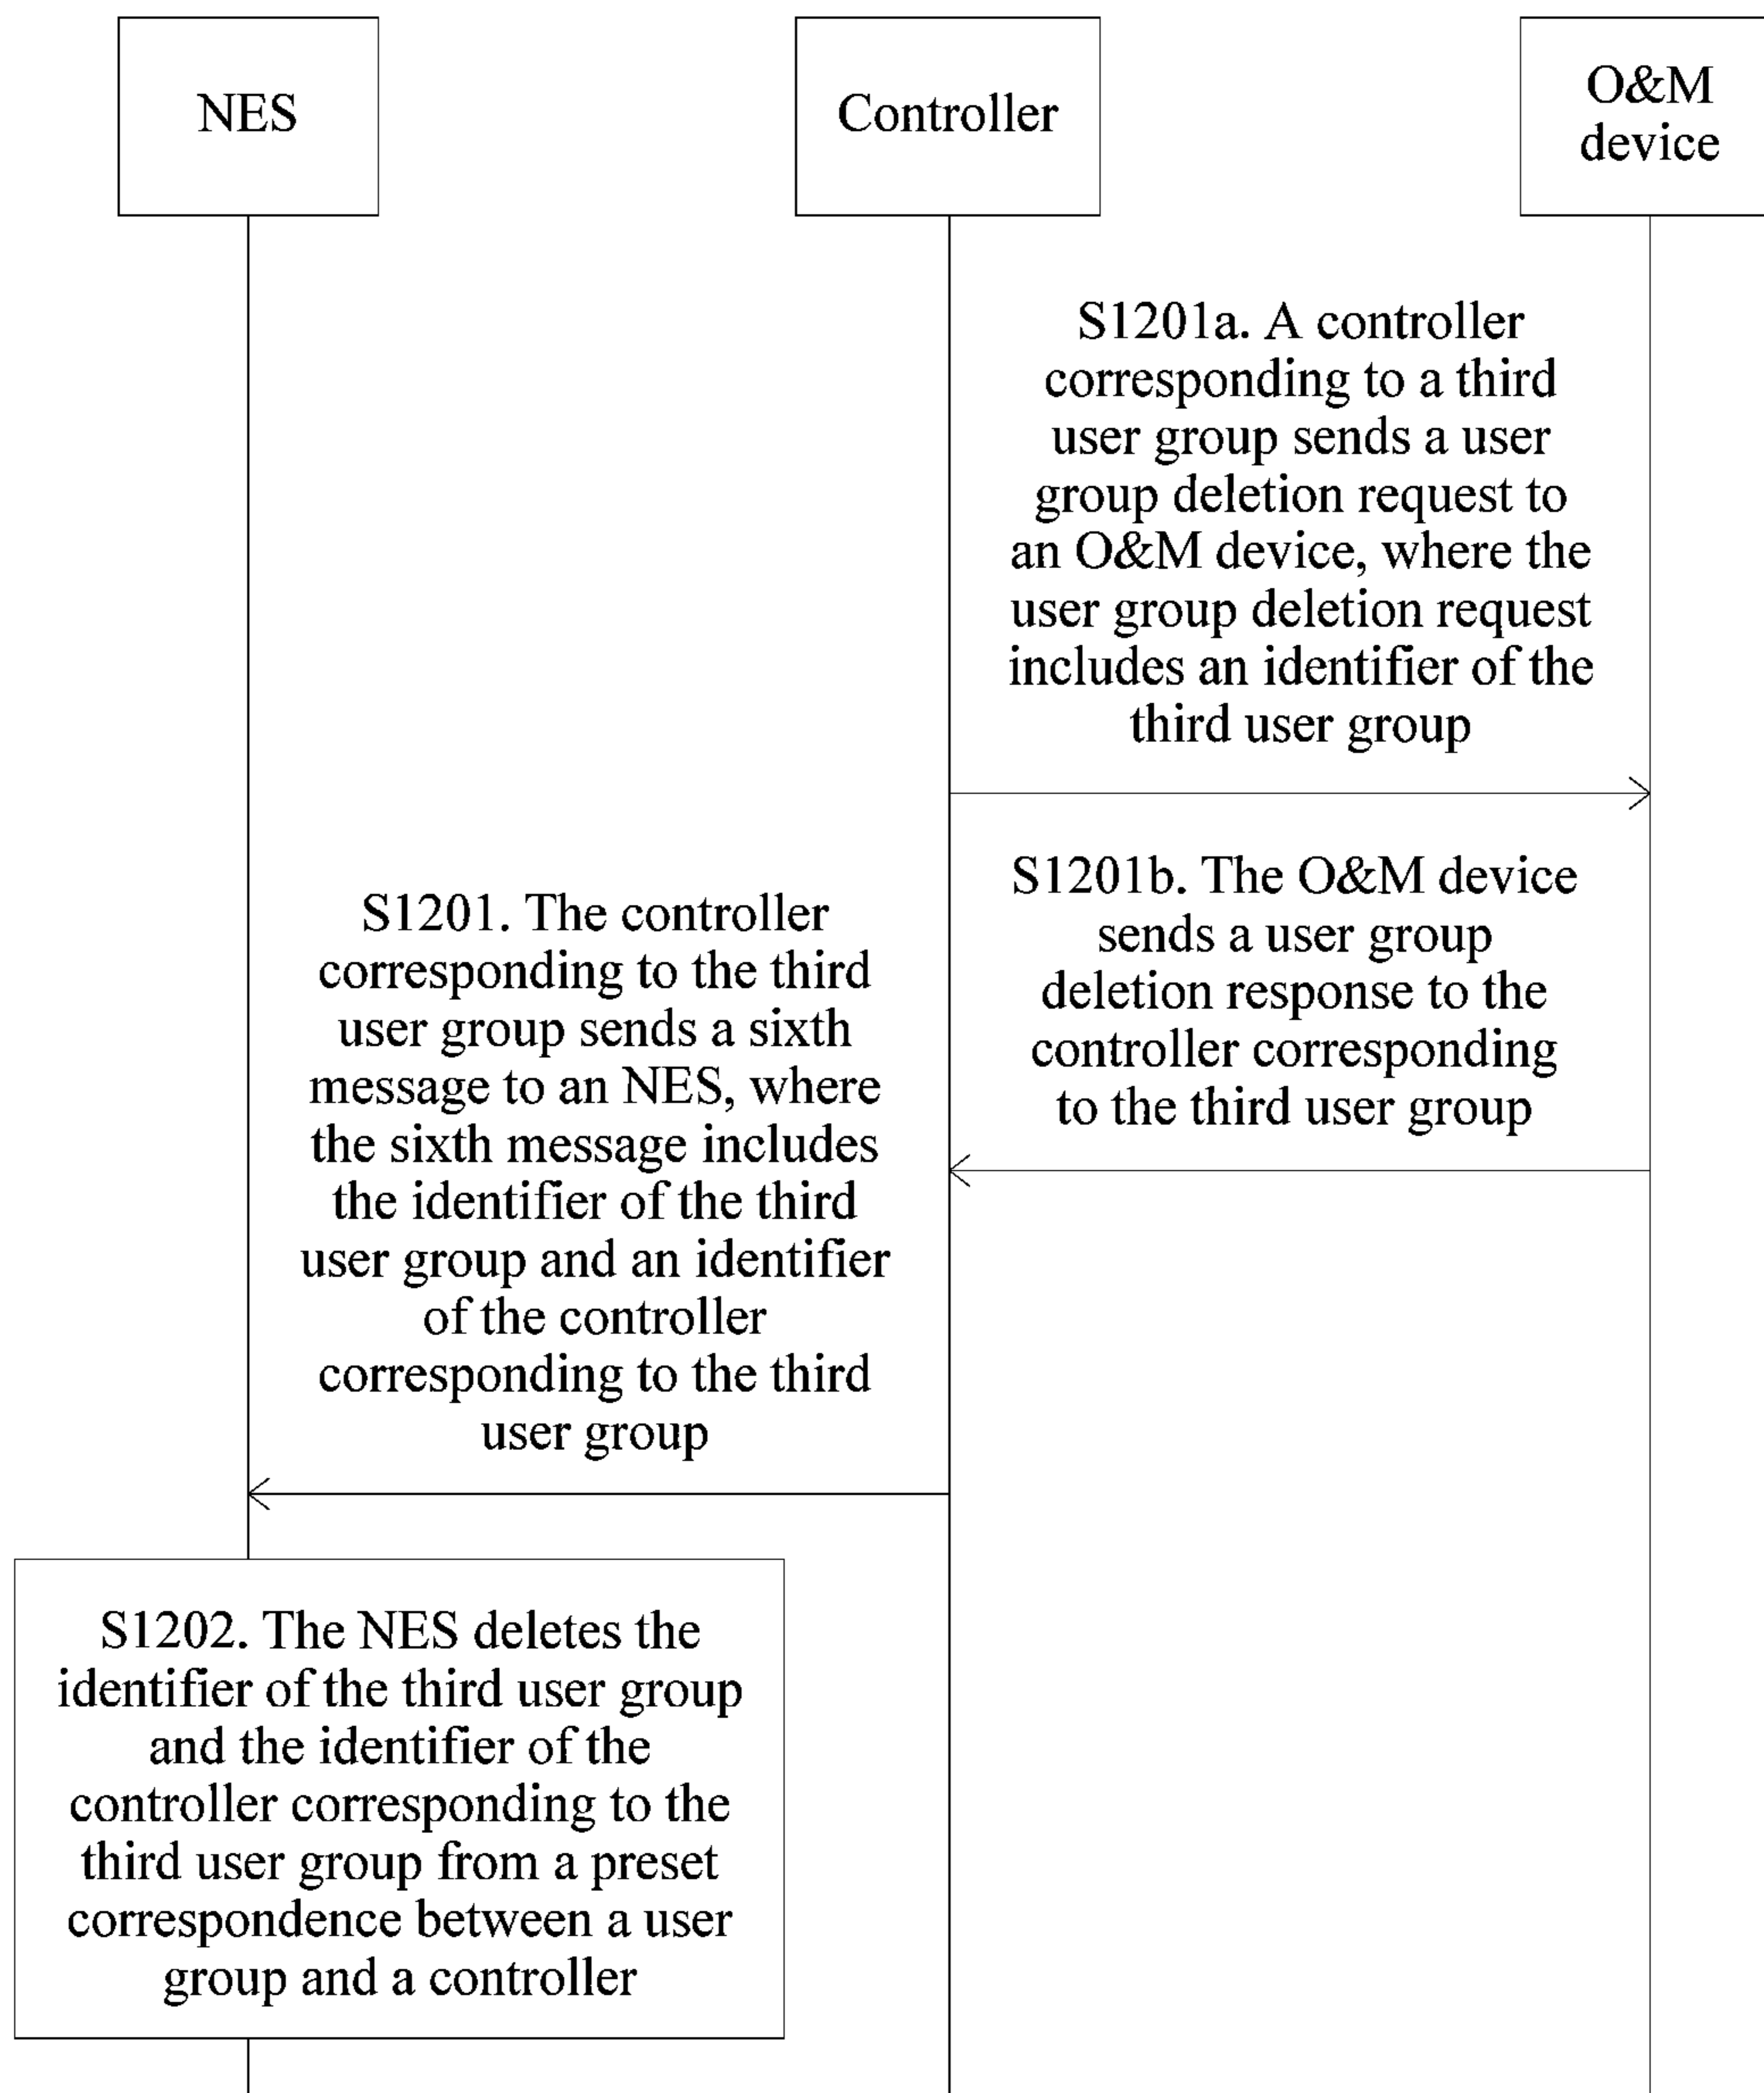 NES
Controller
O&M
device
S1201a. A controller
corresponding to a third
user group sends a user
group deletion request to
an O&M device, where the
user group deletion request
includes an identifier of the
third user group
S1201b. The O&M device
sends a user group
deletion response to the
controller corresponding
to the third user group
S1201. The controller
corresponding to the third
user group sends a sixth
message to an NES, where
the sixth message includes
the identifier of the third
user group and an identifier
of the controller
corresponding to the third
user group
S1202. The NES deletes the
identifier of the third user group
and the identifier of the
controller corresponding to the
third user group from a preset
correspondence between a user
group and a controller